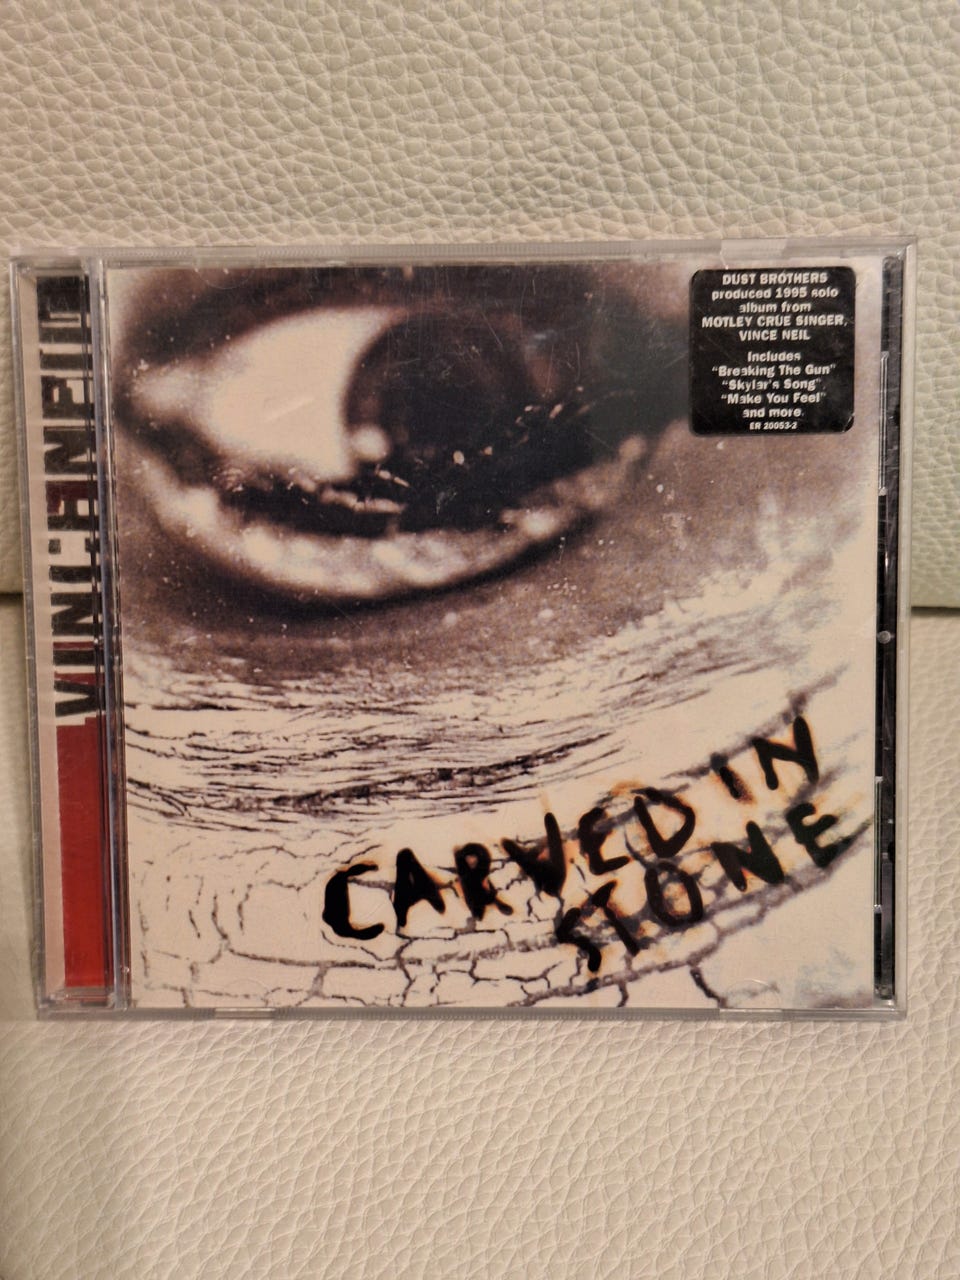 VINCE NEIL
DUST BROTHERS
produced 1995 solo
album from
MOTLEY CRÜE SINGER,
VINCE NEIL
Includes
"Breaking The Gun"
"Skylar's Song"
"Make You Feel"
and more.
ER 20053-2
CARVED IN
STONE